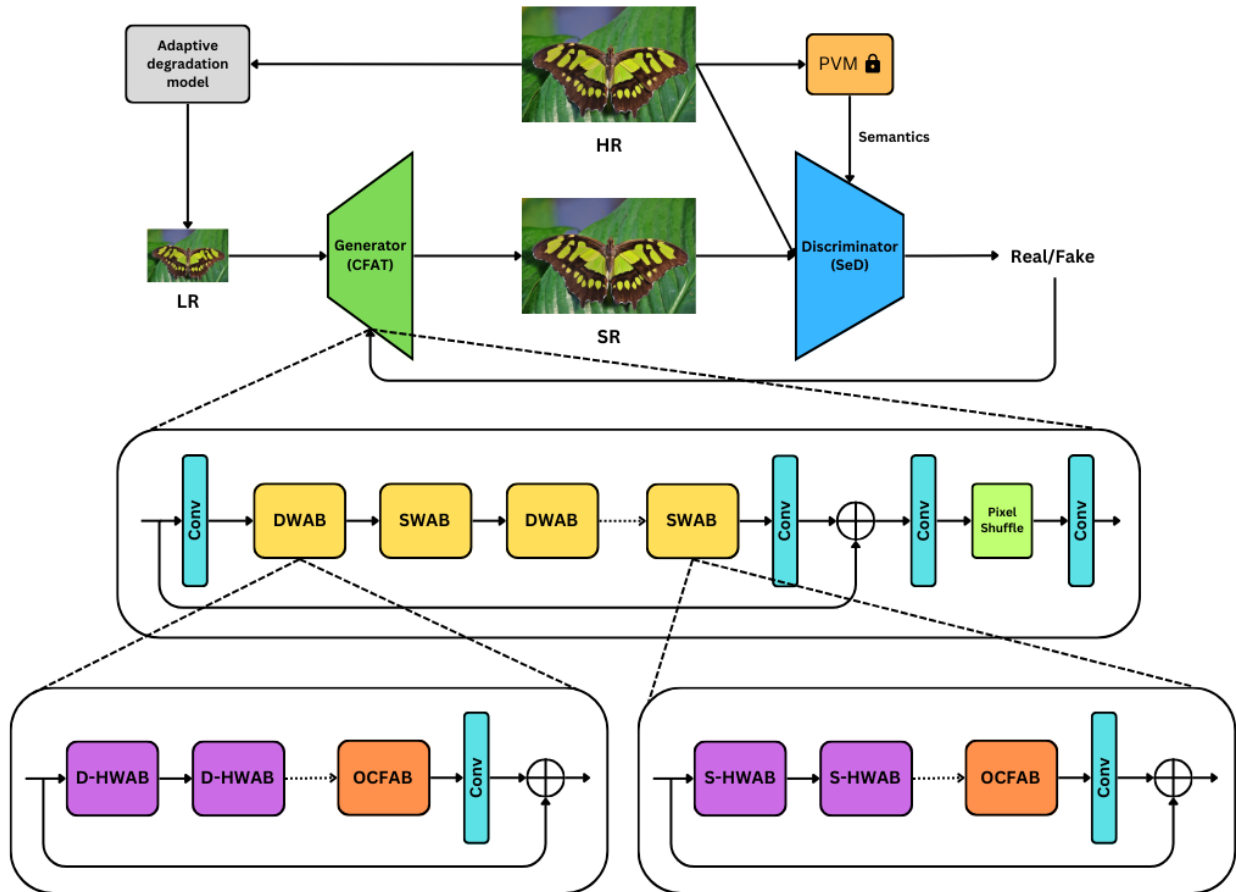 Adaptive
degradation
model
HR
PVM
Semantics
LR
Generator
(CFAT)
SR
Discriminator
(SeD)
Real/Fake
Conv
DWAB
SWAB
DWAB
SWAB
Conv
Conv
Pixel
Shuffle
Conv
D-HWAB
D-HWAB
OCFAB
Conv
S-HWAB
S-HWAB
OCFAB
Conv